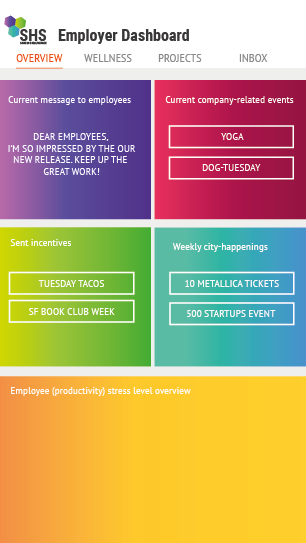 SHS
Employer Dashboard
OVERVIEW WELLNESS PROJECTS INBOX
Current message to employees
DEAR EMPLOYEES,
I'M SO IMPRESSED BY THE OUR
NEW RELEASE. KEEP UP THE
GREAT WORK!
Current company-related events
YOGA
DOG-TUESDAY
Sent incentives
TUESDAY TACOS
SF BOOK CLUB WEEK
Weekly city-happenings
10 METALLICA TICKETS
500 STARTUPS EVENT
Employee (productivity) stress level overview